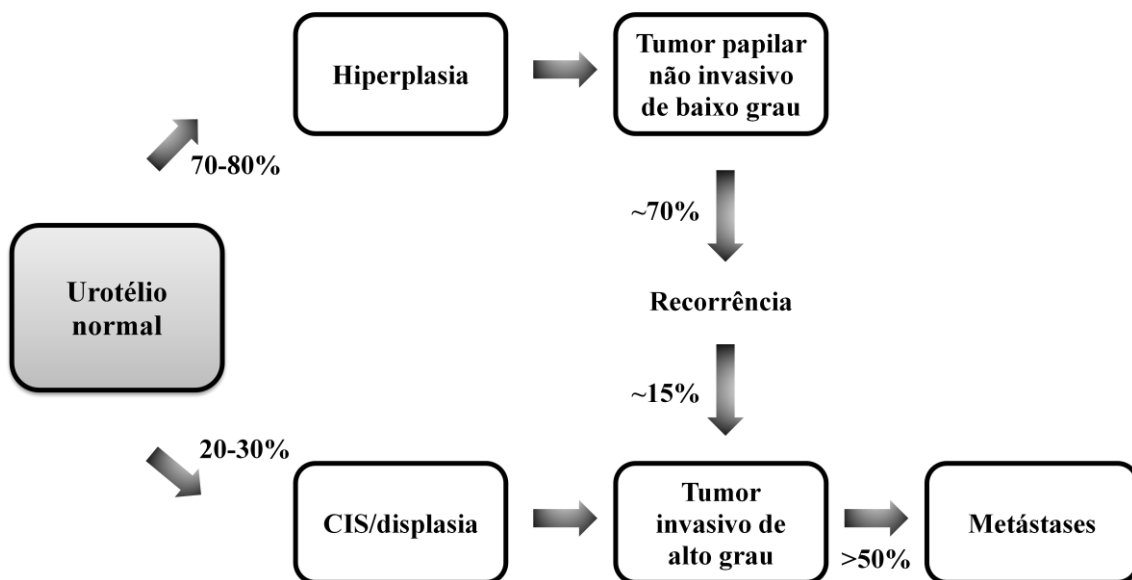 Hiperplasia
Tumor papilar
não invasivo
de baixo grau
70-80%
~70%
Urotélio
normal
Recorrência
~15%
20-30%
CIS/displasia
Tumor
invasivo de
alto grau
>50%
Metástases